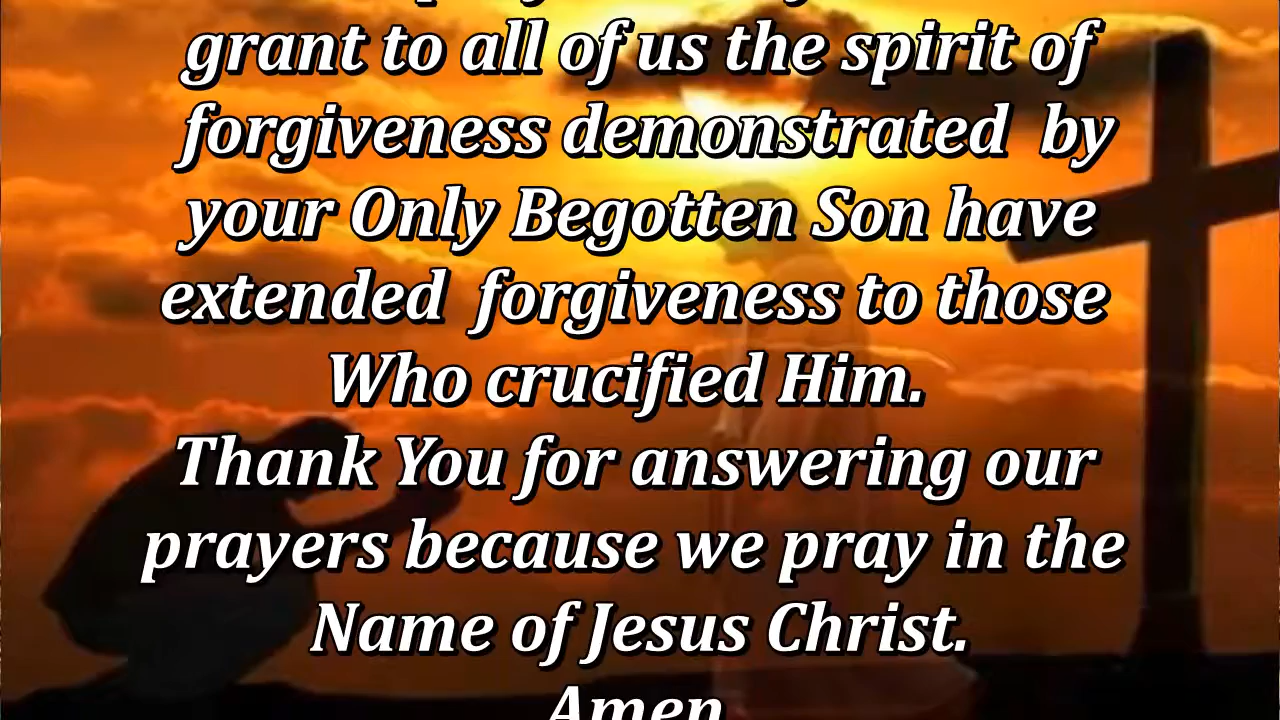 grant to all of us the spirit of
forgiveness demonstrated  by
your Only Begotten Son have
extended  forgiveness to those
Who crucified Him.
Thank You for answering our
prayers because we pray in the
Name of Jesus Christ.
Amen